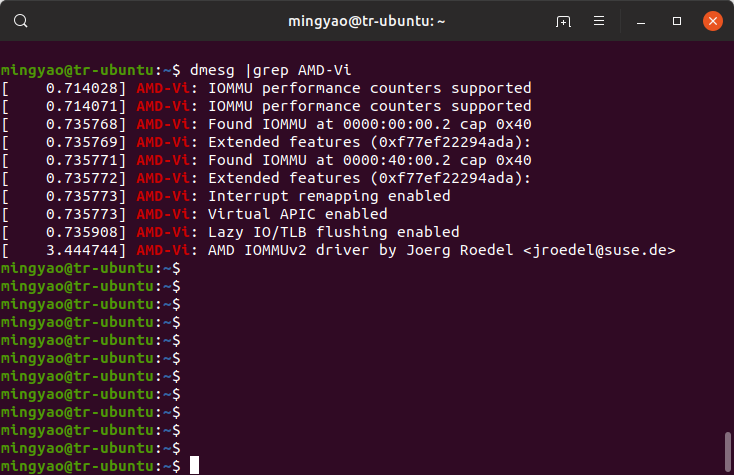 mingyao@tr-ubuntu: ~
mingyao@tr-ubuntu:~$ dmesg |grep AMD-Vi
[    0.714028] AMD-Vi: IOMMU performance counters supported
[    0.714071] AMD-Vi: IOMMU performance counters supported
[    0.735768] AMD-Vi: Found IOMMU at 0000:00:00.2 cap 0x40
[    0.735769] AMD-Vi: Extended features (0xf77ef22294ada):
[    0.735771] AMD-Vi: Found IOMMU at 0000:40:00.2 cap 0x40
[    0.735772] AMD-Vi: Extended features (0xf77ef22294ada):
[    0.735773] AMD-Vi: Interrupt remapping enabled
[    0.735773] AMD-Vi: Virtual APIC enabled
[    0.735908] AMD-Vi: Lazy IO/TLB flushing enabled
[    3.444744] AMD-Vi: AMD IOMMUv2 driver by Joerg Roedel <jroedel@suse.de>
mingyao@tr-ubuntu:~$
mingyao@tr-ubuntu:~$
mingyao@tr-ubuntu:~$
mingyao@tr-ubuntu:~$
mingyao@tr-ubuntu:~$
mingyao@tr-ubuntu:~$
mingyao@tr-ubuntu:~$
mingyao@tr-ubuntu:~$
mingyao@tr-ubuntu:~$
mingyao@tr-ubuntu:~$
mingyao@tr-ubuntu:~$
mingyao@tr-ubuntu:~$